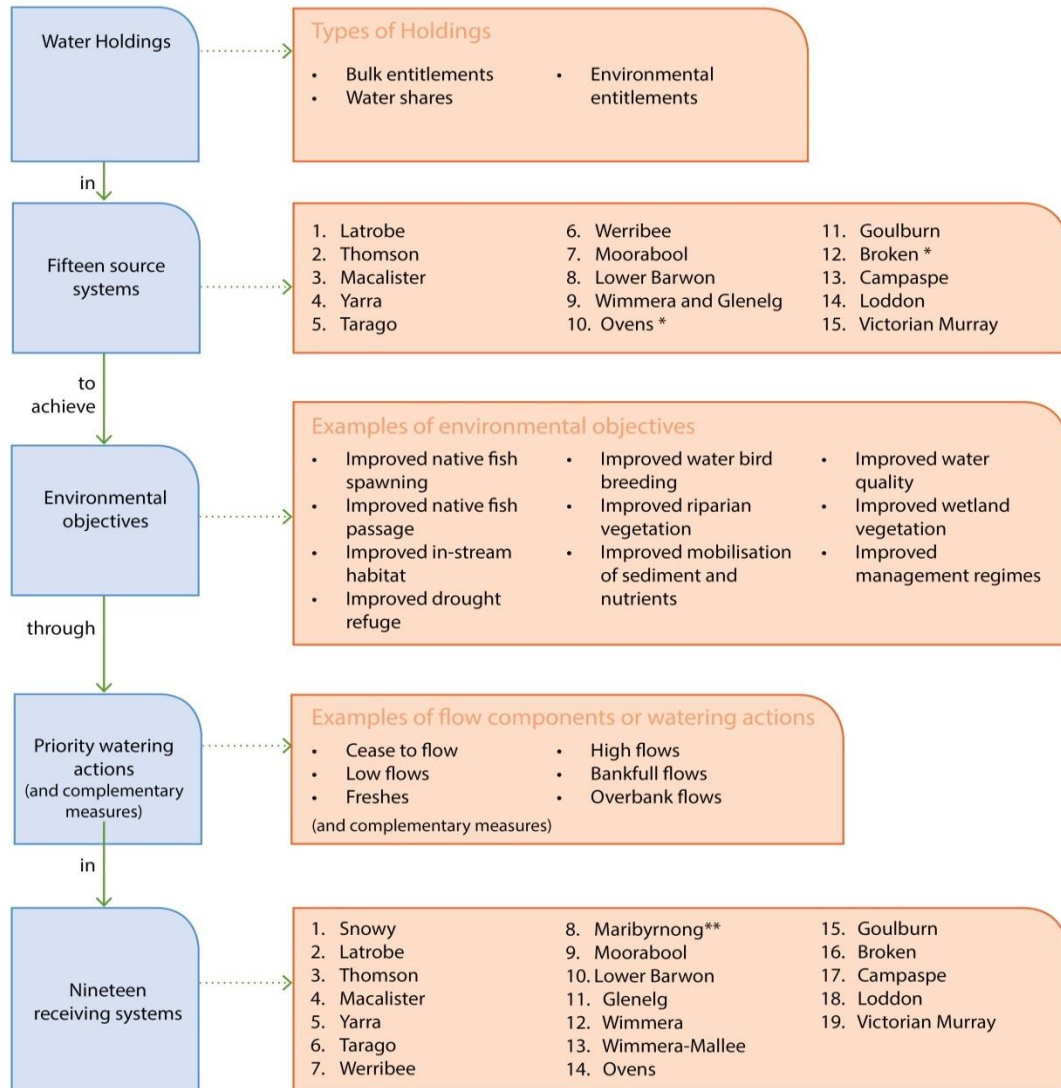 Water Holdings
Types of Holdings
• Bulk entitlements
• Water shares
• Environmental
entitlements
in
Fifteen source
systems
1. Latrobe
2. Thomson
3. Macalister
4. Yarra
5. Tarago
6. Werribee
7. Moorabool
8. Lower Barwon
9. Wimmera and Glenelg
10. Ovens *
11. Goulburn
12. Broken *
13. Campaspe
14. Loddon
15. Victorian Murray
to
achieve
Environmental
objectives
Examples of environmental objectives
• Improved native fish
spawning
• Improved native fish
passage
• Improved in-stream
habitat
• Improved drought
refuge
• Improved water bird
breeding
• Improved riparian
vegetation
• Improved mobilisation
of sediment and
nutrients
• Improved water
quality
• Improved wetland
vegetation
• Improved
management regimes
through
Priority watering
actions
(and complementary
measures)
Examples of flow components or watering actions
• Cease to flow
• Low flows
• Freshes
• High flows
• Bankfull flows
• Overbank flows
(and complementary measures)
in
Nineteen
receiving systems
1. Snowy
2. Latrobe
3. Thomson
4. Macalister
5. Yarra
6. Tarago
7. Werribee
8. Maribyrnong**
9. Moorabool
10. Lower Barwon
11. Glenelg
12. Wimmera
13. Wimmera-Mallee
14. Ovens
15. Goulburn
16. Broken
17. Campaspe
18. Loddon
19. Victorian Murray